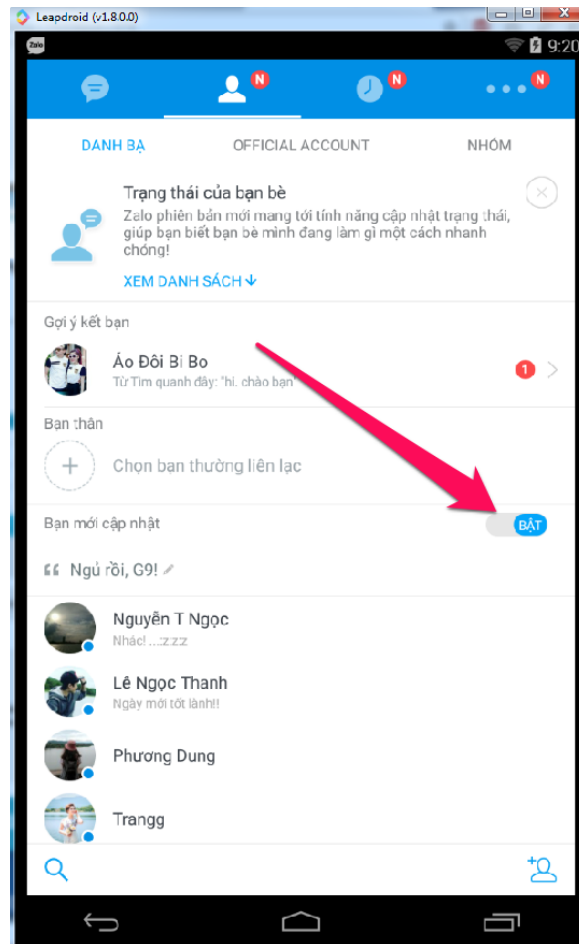 Leapdroid (v1.8.0.0)
Zalo
9:20
N
N
N
DANH BẠ
OFFICIAL ACCOUNT
NHÓM
Trạng thái của bạn bè
Zalo phiên bản mới mang tới tính năng cập nhật trạng thái,
giúp bạn biết bạn bè mình đang làm gì một cách nhanh
chóng!
XEM DANH SÁCH
Gợi ý kết bạn
Áo Đôi Bi Bo
Từ Tìm quanh đây: "hi. chào bạn"
1
Bạn thân
Chọn bạn thường liên lạc
Bạn mới cập nhật
BẬT
Ngủ rồi, G9!
Nguyễn T Ngọc
Nhác! ...:z:z:z
Lê Ngọc Thanh
Ngày mới tốt lành!!
Phương Dung
Trangg